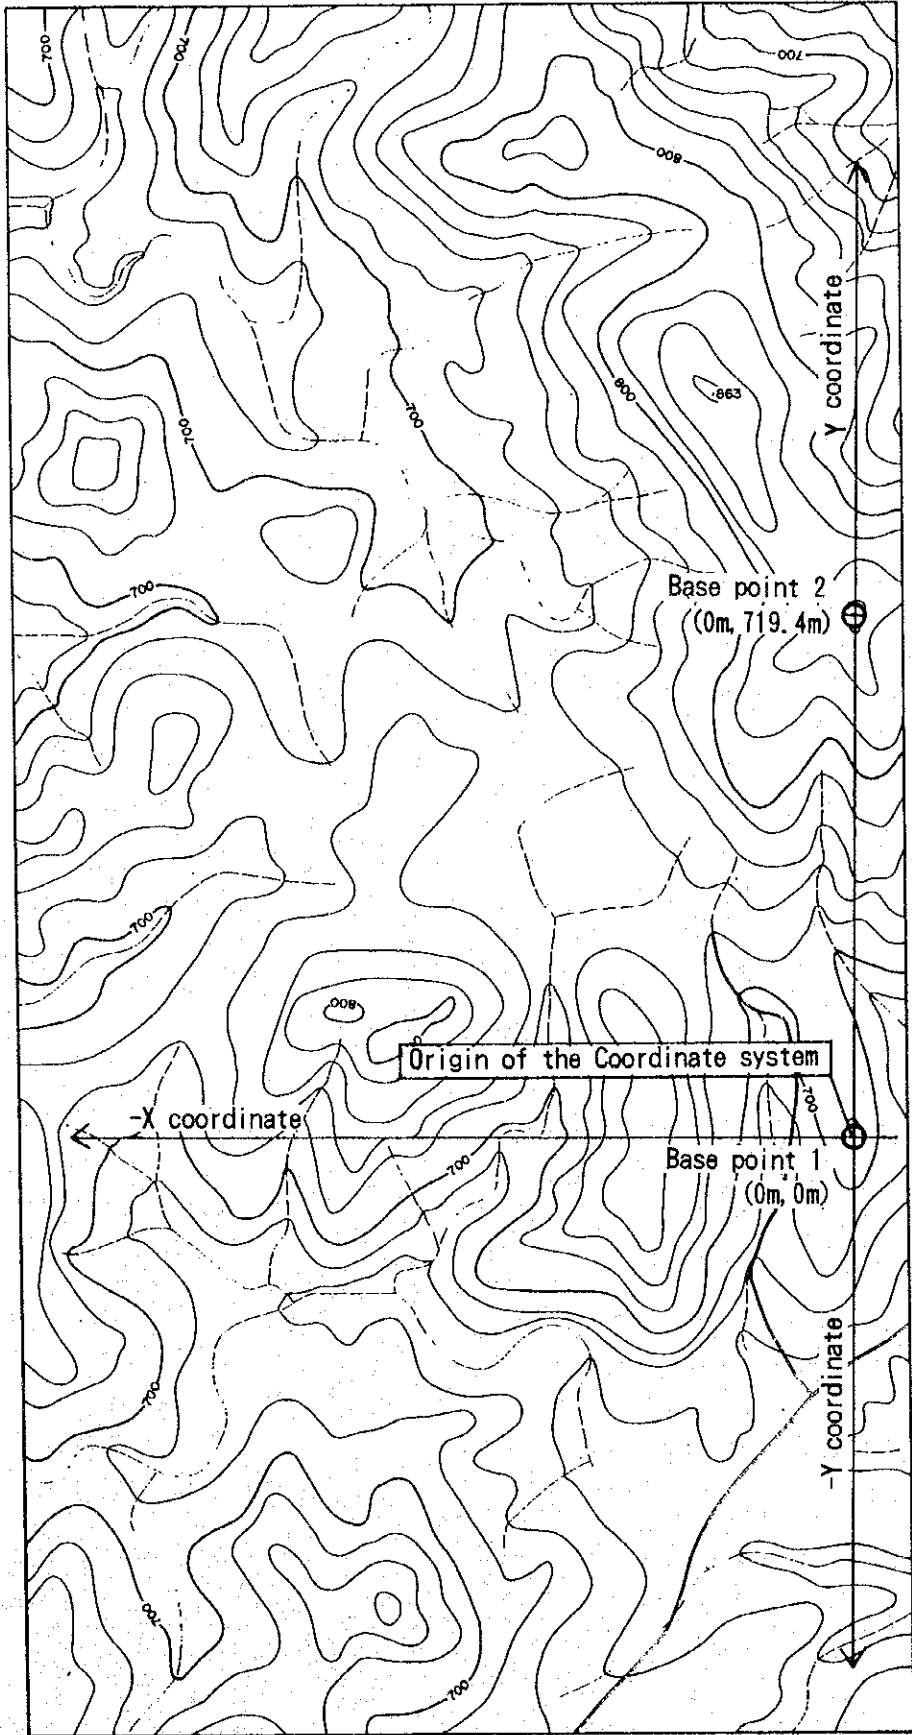 700
700
700
800
Y coordinate
863
800
700
700
Base point 2
(0m, 719.4m)
700
700
800
Origin of the Coordinate system
700
-X coordinate
700
Base point 1
(0m, 0m)
-Y coordinate
700
700
700